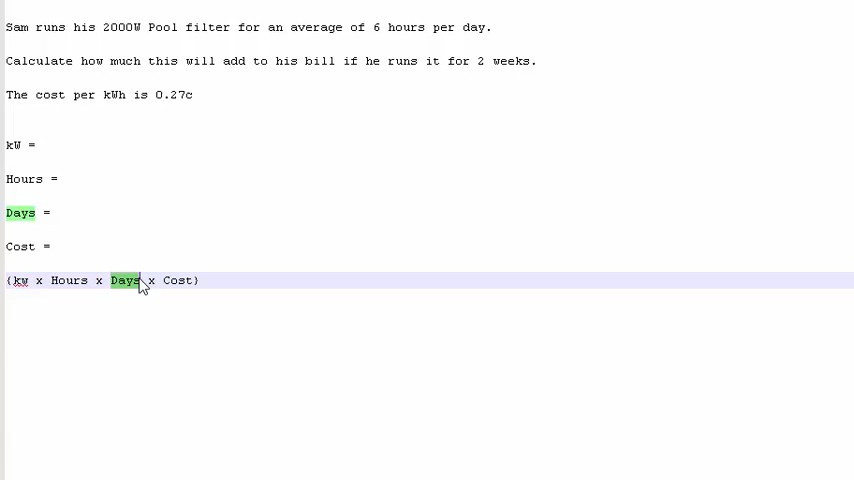 Sam runs his 2000W Pool filter for an average of 6 hours per day.
Calculate how much this will add to his bill if he runs it for 2 weeks.
The cost per kWh is 0.27c
kW =
Hours =
Days =
Cost =
{kw x Hours x Days x Cost}